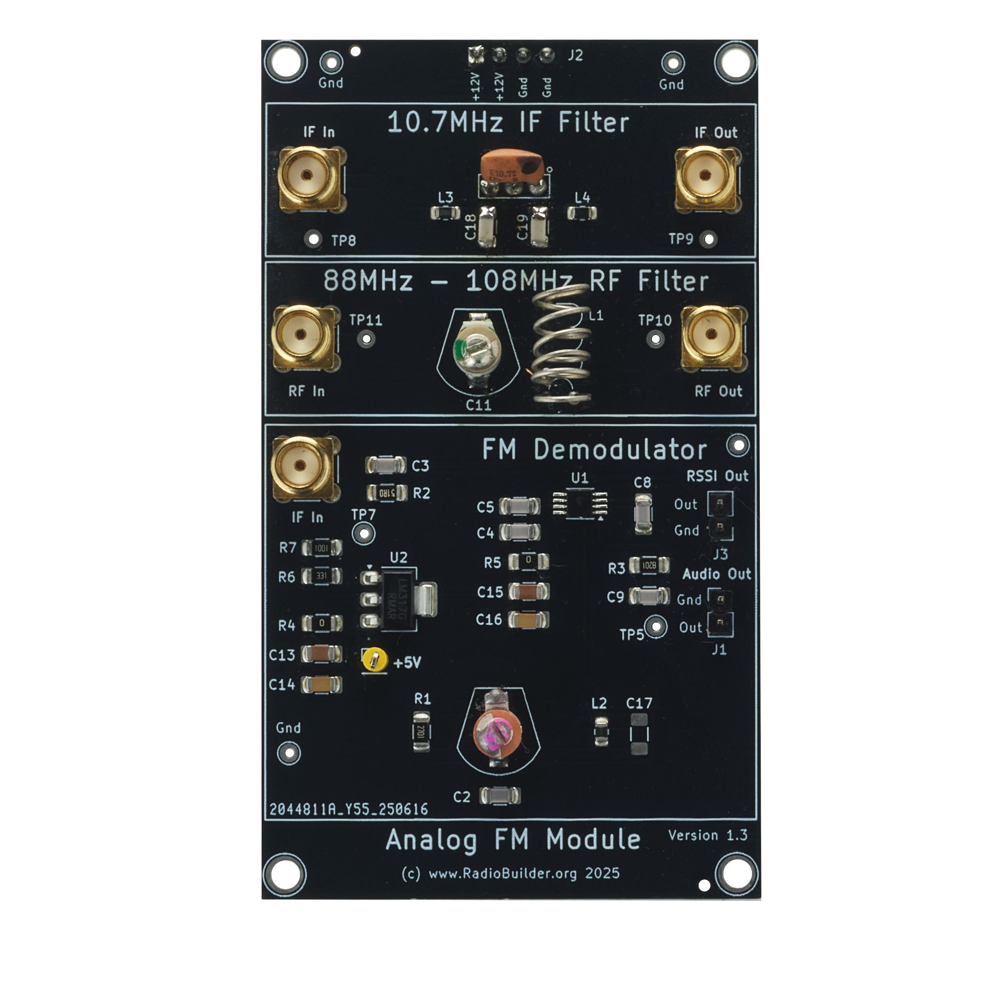 J2
Gnd
Gnd
+12V
+12V
Gnd
Gnd
10.7MHz IF Filter
IF In
IF Out
E10.7S
L3
L4
C18
C19
TP8
TP9
88MHz - 108MHz RF Filter
TP11
L1
TP10
RF In
RF Out
C11
FM Demodulator
C3
RSSI Out
U1
C8
51R0
R2
C5
Out
IF In
TP7
C4
Gnd
R7
1001
J3
U2
R5
0
R3
8201
R6
331
Audio Out
LM317G
RMAR
C15
C9
Gnd
R4
0
C16
TP5
Out
C13
+5V
J1
C14
R1
L2
C17
Gnd
2701
C2
2044811A_Y55_250616
Analog FM Module
Version 1.3
(c) www.RadioBuilder.org 2025